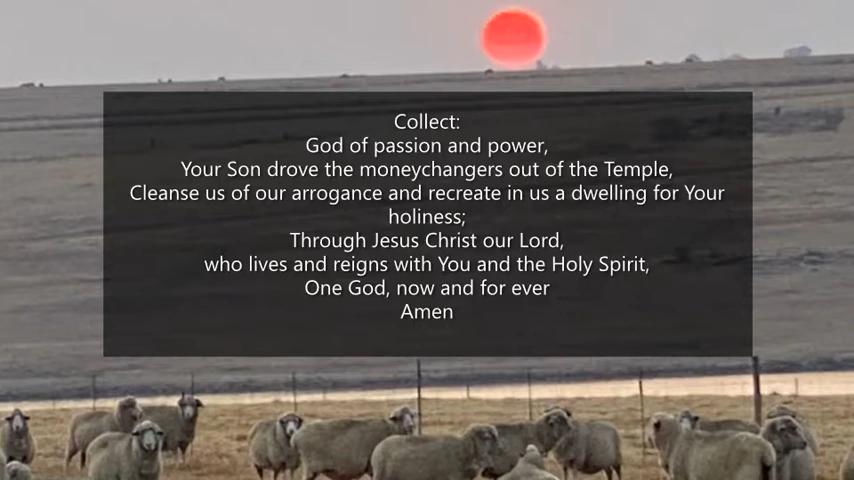 Collect:
God of passion and power,
Your Son drove the moneychangers out of the Temple,
Cleanse us of our arrogance and recreate in us a dwelling for Your
holiness;
Through Jesus Christ our Lord,
who lives and reigns with You and the Holy Spirit,
One God, now and for ever
Amen